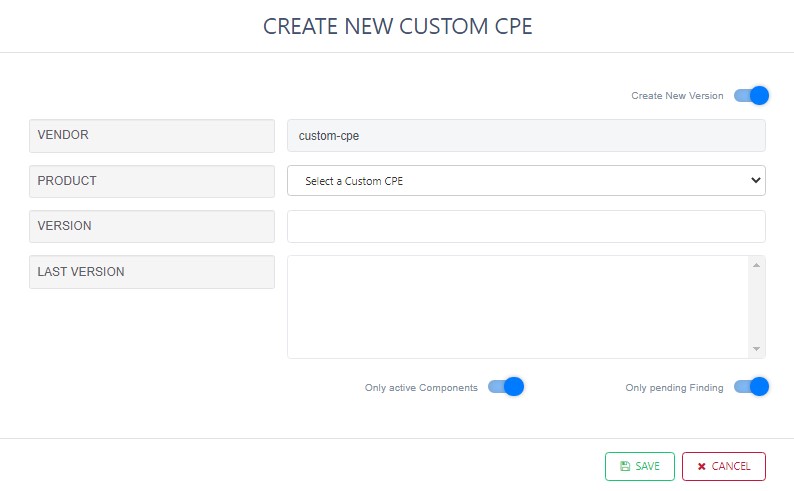 CREATE NEW CUSTOM CPE
Create New Version
VENDOR
custom-cpe
PRODUCT
Select a Custom CPE
VERSION
LAST VERSION
Only active Components
Only pending Finding
SAVE
CANCEL